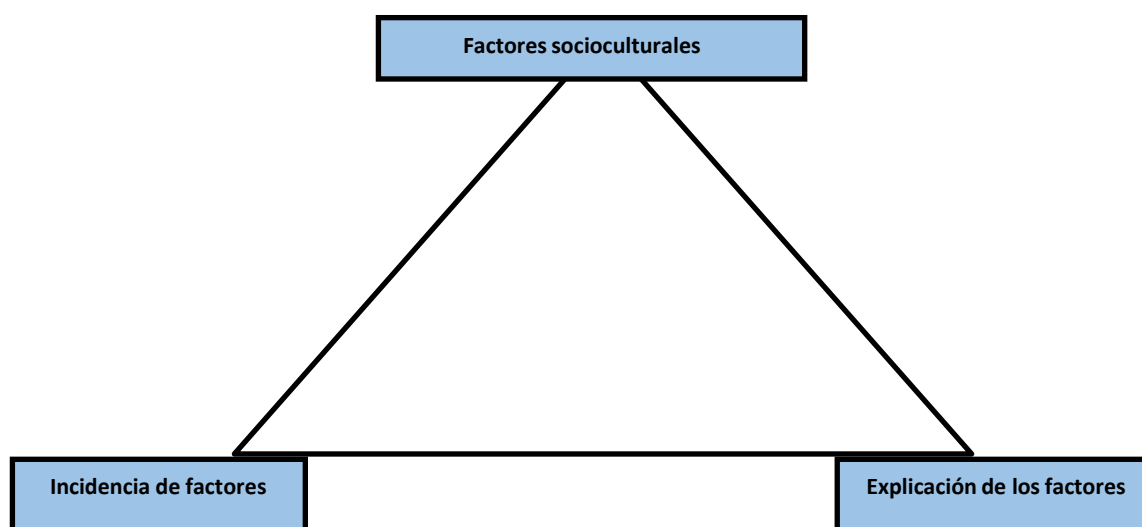 Factores socioculturales
Incidencia de factores
Explicación de los factores